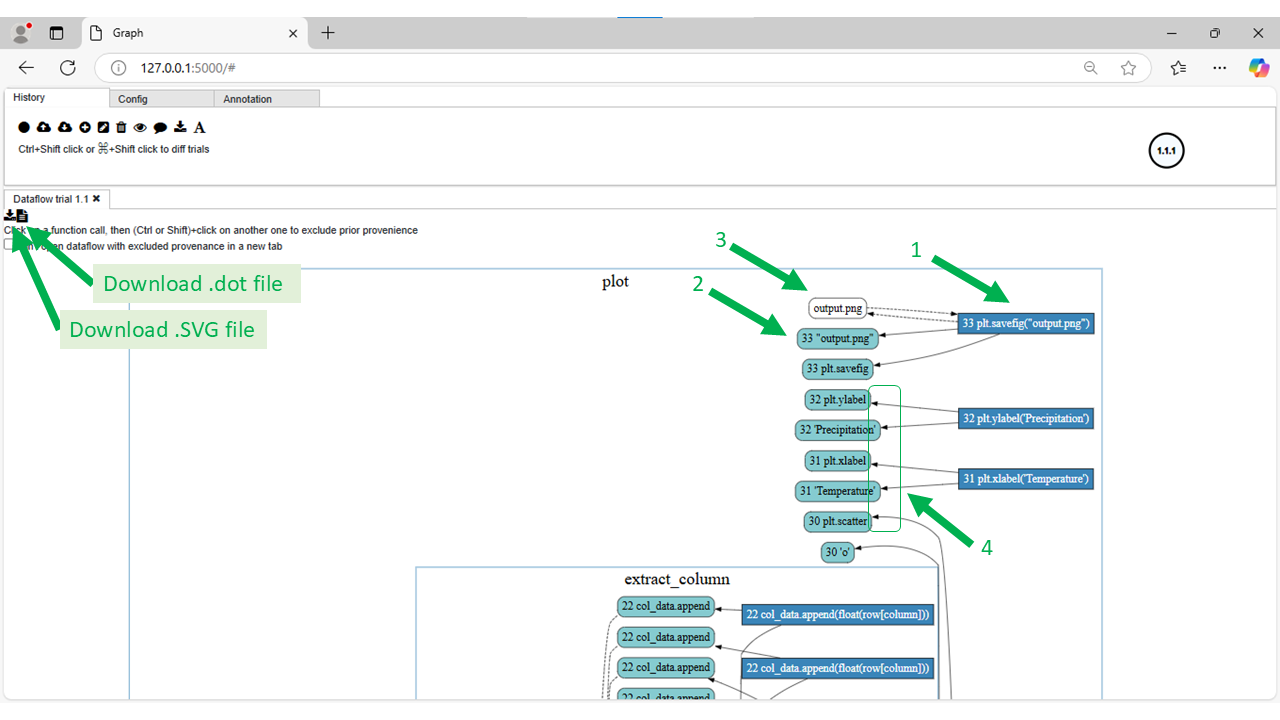 Graph
127.0.0.1:5000/#
History
Config
Annotation
A
Ctrl+Shift click or ⌘+Shift click to diff trials
1.1.1
Dataflow trial 1.1 ✖
Click on a function call, then (Ctrl or Shift)+click on another one to exclude prior provenience
open dataflow with excluded provenance in a new tab
Download .dot file
Download .SVG file
plot
3
1
2
output.png
33 plt.savefig("output.png")
33 "output.png"
33 plt.savefig
32 plt.ylabel
32 plt.ylabel('Precipitation')
32 'Precipitation'
31 plt.xlabel
31 plt.xlabel('Temperature')
31 'Temperature'
30 plt.scatter
4
30 'o'
extract_column
22 col_data.append
22 col_data.append(float(row[column]))
22 col_data.append
22 col_data.append
22 col_data.append(float(row[column]))
22 col_data.append